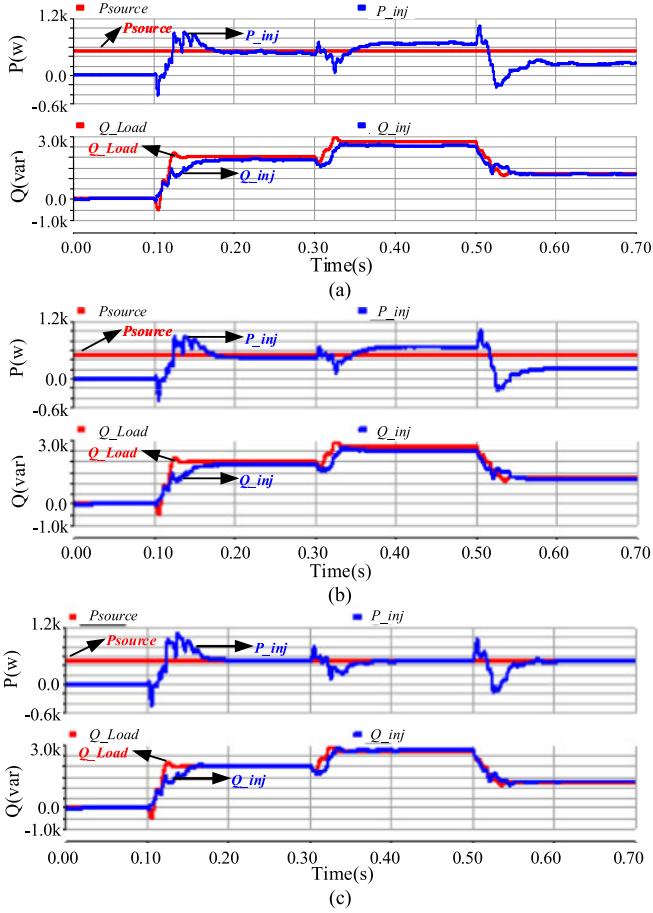 Psource P_inj
1.2k
Psource P_inj
P(w)
0.0
-0.6k
Q_Load Q_inj
3.0k
Q_Load
Q(var)
Q_inj
0.0
-1.0k
0.00 0.10 0.20 0.30 0.40 0.50 0.60 0.70
Time(s)
(a)
Psource P_inj
1.2k
Psource
P_inj
P(w)
0.0
-0.6k
Q_Load Q_inj
3.0k
Q_Load
Q(var)
Q_inj
0.0
-1.0k
0.00 0.10 0.20 0.30 0.40 0.50 0.60 0.70
Time(s)
(b)
Psource P_inj
1.2k
Psource
P_inj
P(w)
0.0
-0.6k
Q_Load Q_inj
3.0k
Q_Load
Q(var)
Q_inj
0.0
-1.0k
0.00 0.10 0.20 0.30 0.40 0.50 0.60 0.70
Time(s)
(c)